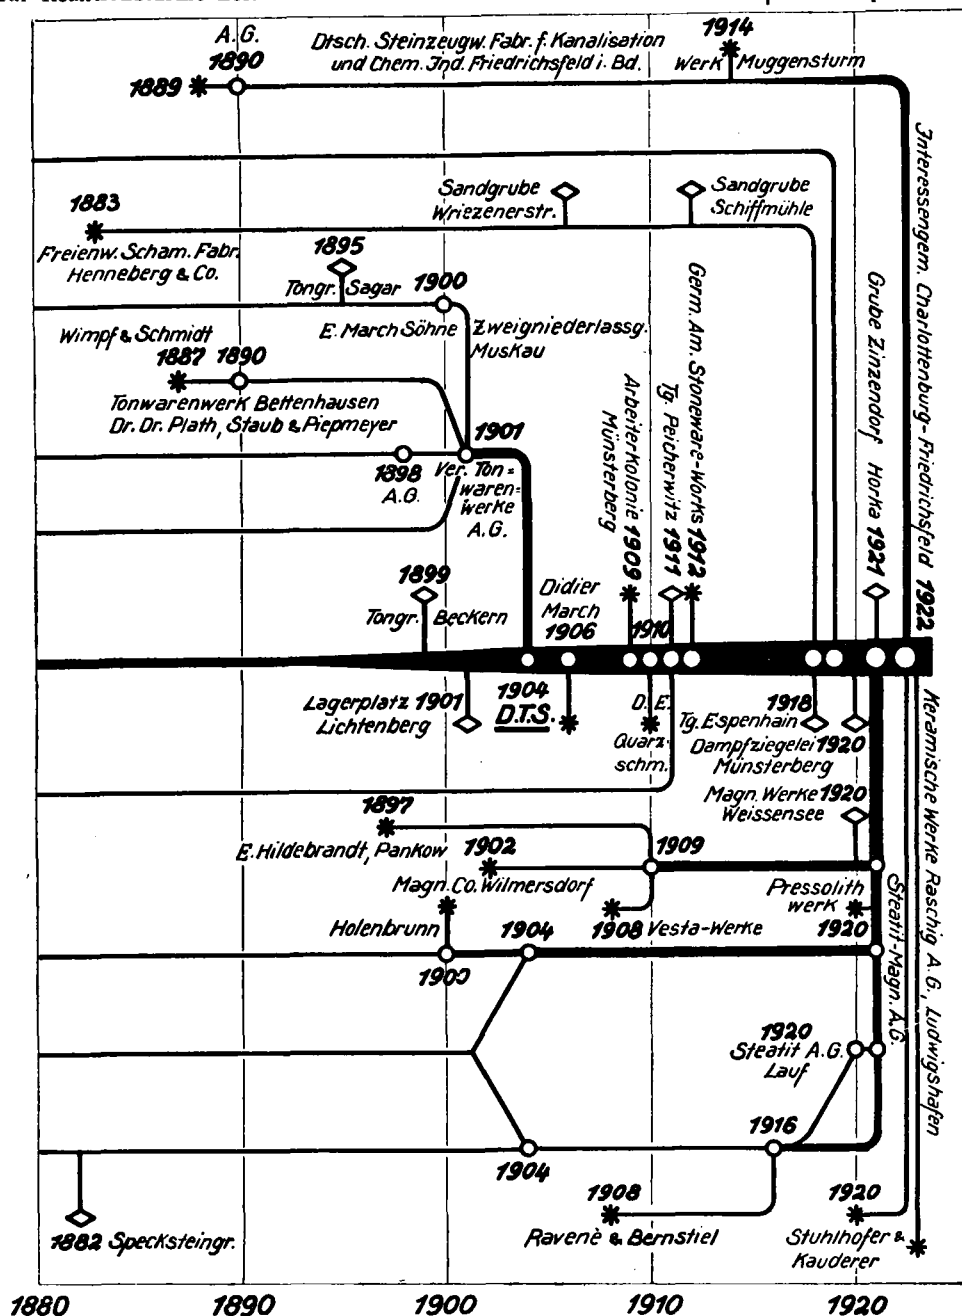 A.G.
1890
1889
Dtsch. Steinzeugw. Fabr. f. Kanalisation
und Chem. Ind. Friedrichsfeld i. Bd.
1914
Werk Muggensturm
Interessengem. Charlottenburg-Friedrichsfeld 1922
1883
Freienw. Scham. Fabr.
Henneberg & Co.
Sandgrube
Wriezenerstr.
Sandgrube
Schiffmühle
1895
Tongr. Sagar
1900
E. March Söhne
Zweigniederlassg.
Muskau
Wimpf & Schmidt
1887 1890
Tonwarenwerk Bettenhausen
Dr. Dr. Plath, Staub & Piepmeyer
1901
1898
A.G.
Ver. Ton=
waren=
werke
A.G.
Arbeiterkolonie 1909
Münsterberg
Tg. Peicherwitz 1911
Germ. Am. Stoneware-Works 1912
Grube Zinzendorf Horka 1921
1899
Tongr. Beckern
Didier
March
1906
1910
Lagerplatz 1901
Lichtenberg
1904
D.T.S.
D. E.
Quarz-
schm.
1918
Tg. Espenhain
Dampfziegelei 1920
Münsterberg
Magn. Werke 1920
Weissensee
Keramische Werke Raschig A.G., Ludwigshafen
1897
E. Hildebrandt, Pankow
1902
Magn. Co. Wilmersdorf
1909
1908 Vesta-Werke
Pressolith
werk
1920
Steatit-Magn. A.G.
Holenbrunn
1900
1904
1920
Steatit A.G.
Lauf
1904
1916
1908
Ravenè & Bernstiel
1920
Stuhlhofer &
Kauderer
1882 Specksteingr.
1880 1890 1900 1910 1920